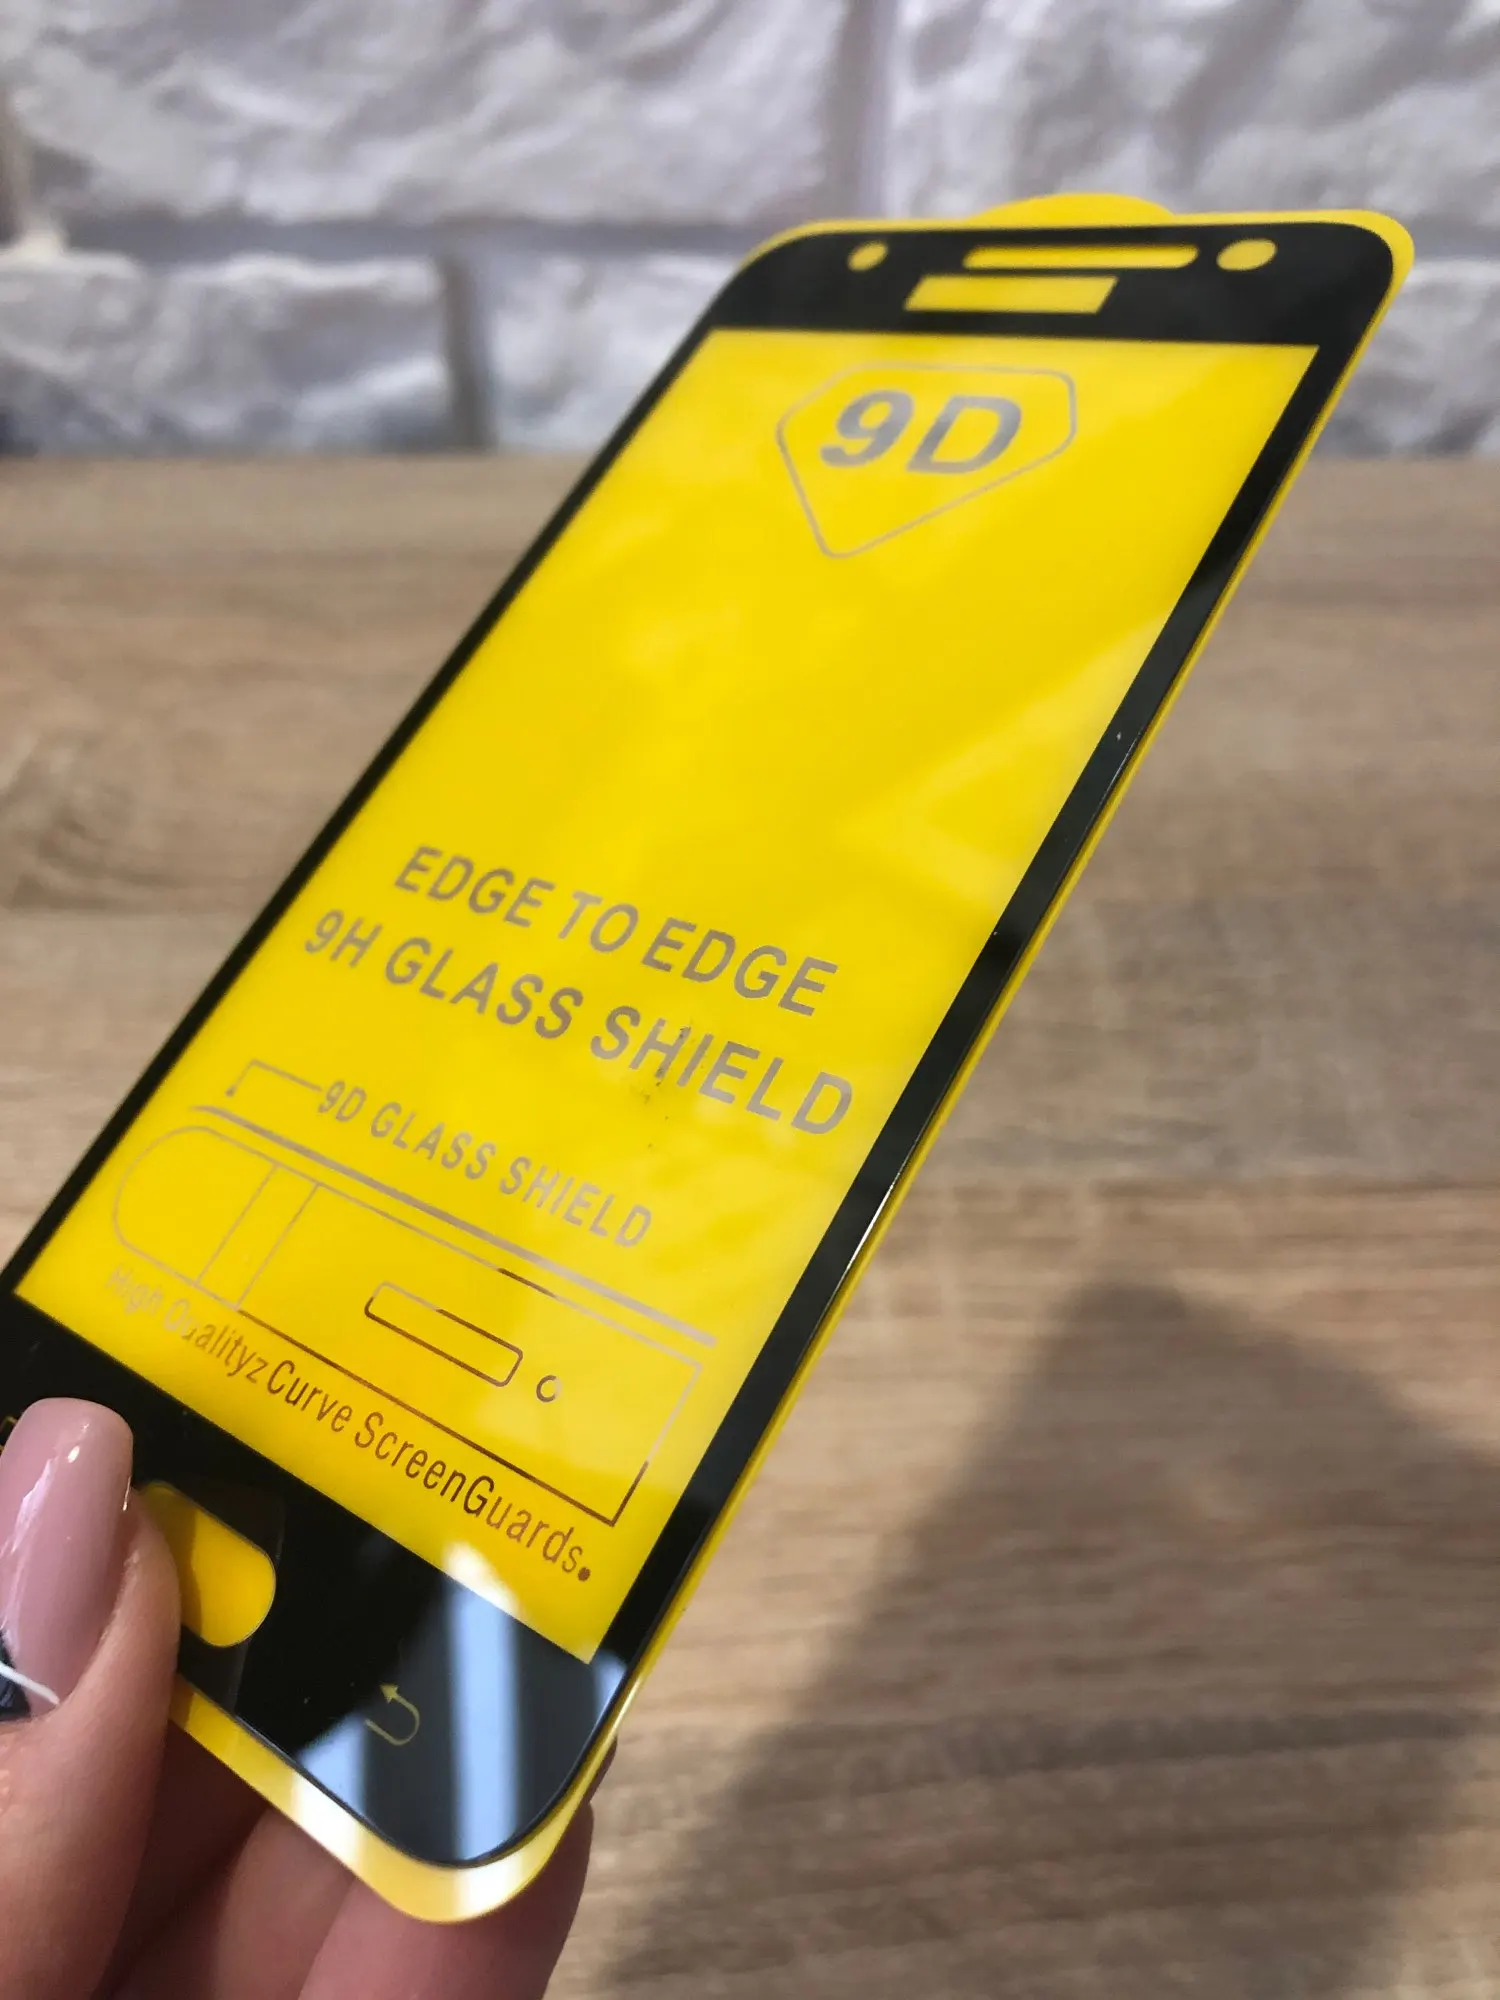 9D
EDGE TO EDGE
9H GLASS SHIELD
9D GLASS SHIELD
High Qualityz Curve ScreenGuards.